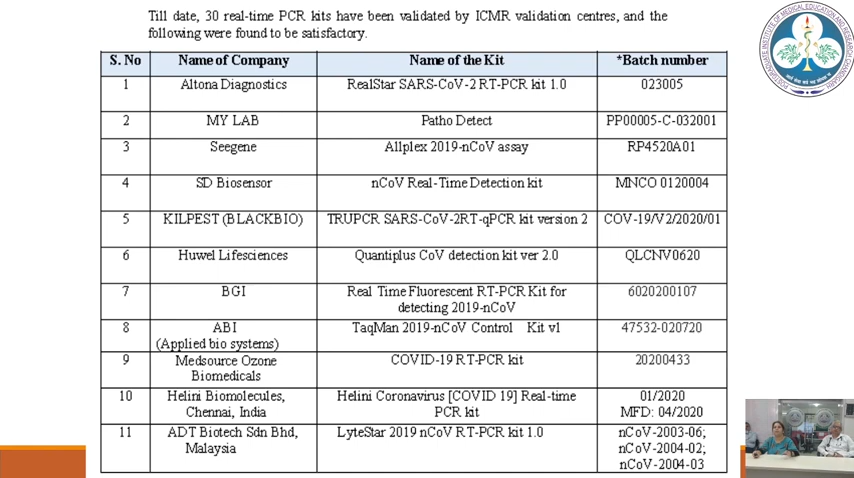 Till date, 30 real-time PCR kits have been validated by ICMR validation centres, and the
following were found to be satisfactory.
S. No Name of Company Name of the Kit *Batch number
1 Altona Diagnostics RealStar SARS-CoV-2 RT-PCR kit 1.0 023005
2 MY LAB Patho Detect PP00005-C-032001
3 Seegene Allplex 2019-nCoV assay RP4520A01
4 SD Biosensor nCoV Real-Time Detection kit MNCO 0120004
5 KILPEST (BLACKBIO) TRUPCR SARS-CoV-2RT-qPCR kit version 2 COV-19/V2/2020/01
6 Huwel Lifesciences Quantiplus CoV detection kit ver 2.0 QLCNV0620
7 BGI Real Time Fluorescent RT-PCR Kit for 6020200107
detecting 2019-nCoV
8 ABI TaqMan 2019-nCoV Control Kit v1 47532-020720
(Applied bio systems)
9 Medsource Ozone COVID-19 RT-PCR kit 20200433
Biomedicals
10 Helini Biomolecules, Helini Coronavirus [COVID 19] Real-time 01/2020
Chennai, India PCR kit MFD: 04/2020
11 ADT Biotech Sdn Bhd, LyteStar 2019 nCoV RT-PCR kit 1.0 nCoV-2003-06;
Malaysia nCoV-2004-02;
nCoV-2004-03
POSTGRADUATE INSTITUTE OF MEDICAL EDUCATION AND RESEARCH, CHANDIGARH